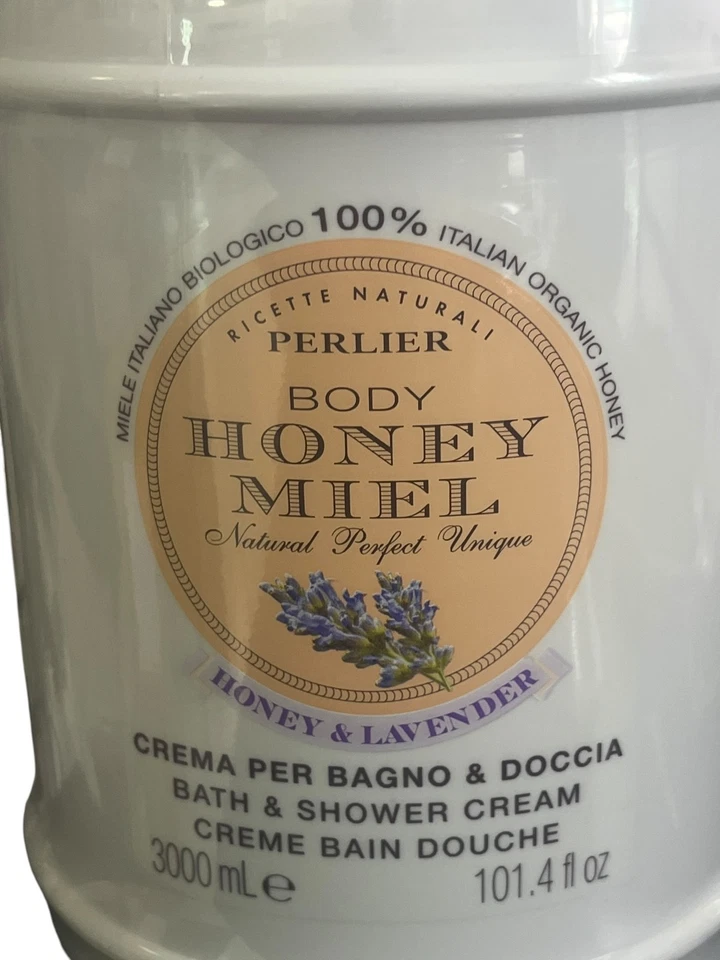 MIELE ITALIANO BIOLOGICO 100% ITALIAN ORGANIC HONEY
RICETTE NATURALI
PERLIER
BODY
HONEY
MIEL
Natural Perfect Unique
HONEY & LAVENDER
CREMA PER BAGNO & DOCCIA
BATH & SHOWER CREAM
CREME BAIN DOUCHE
3000 mL ℮ 101.4 fl oz